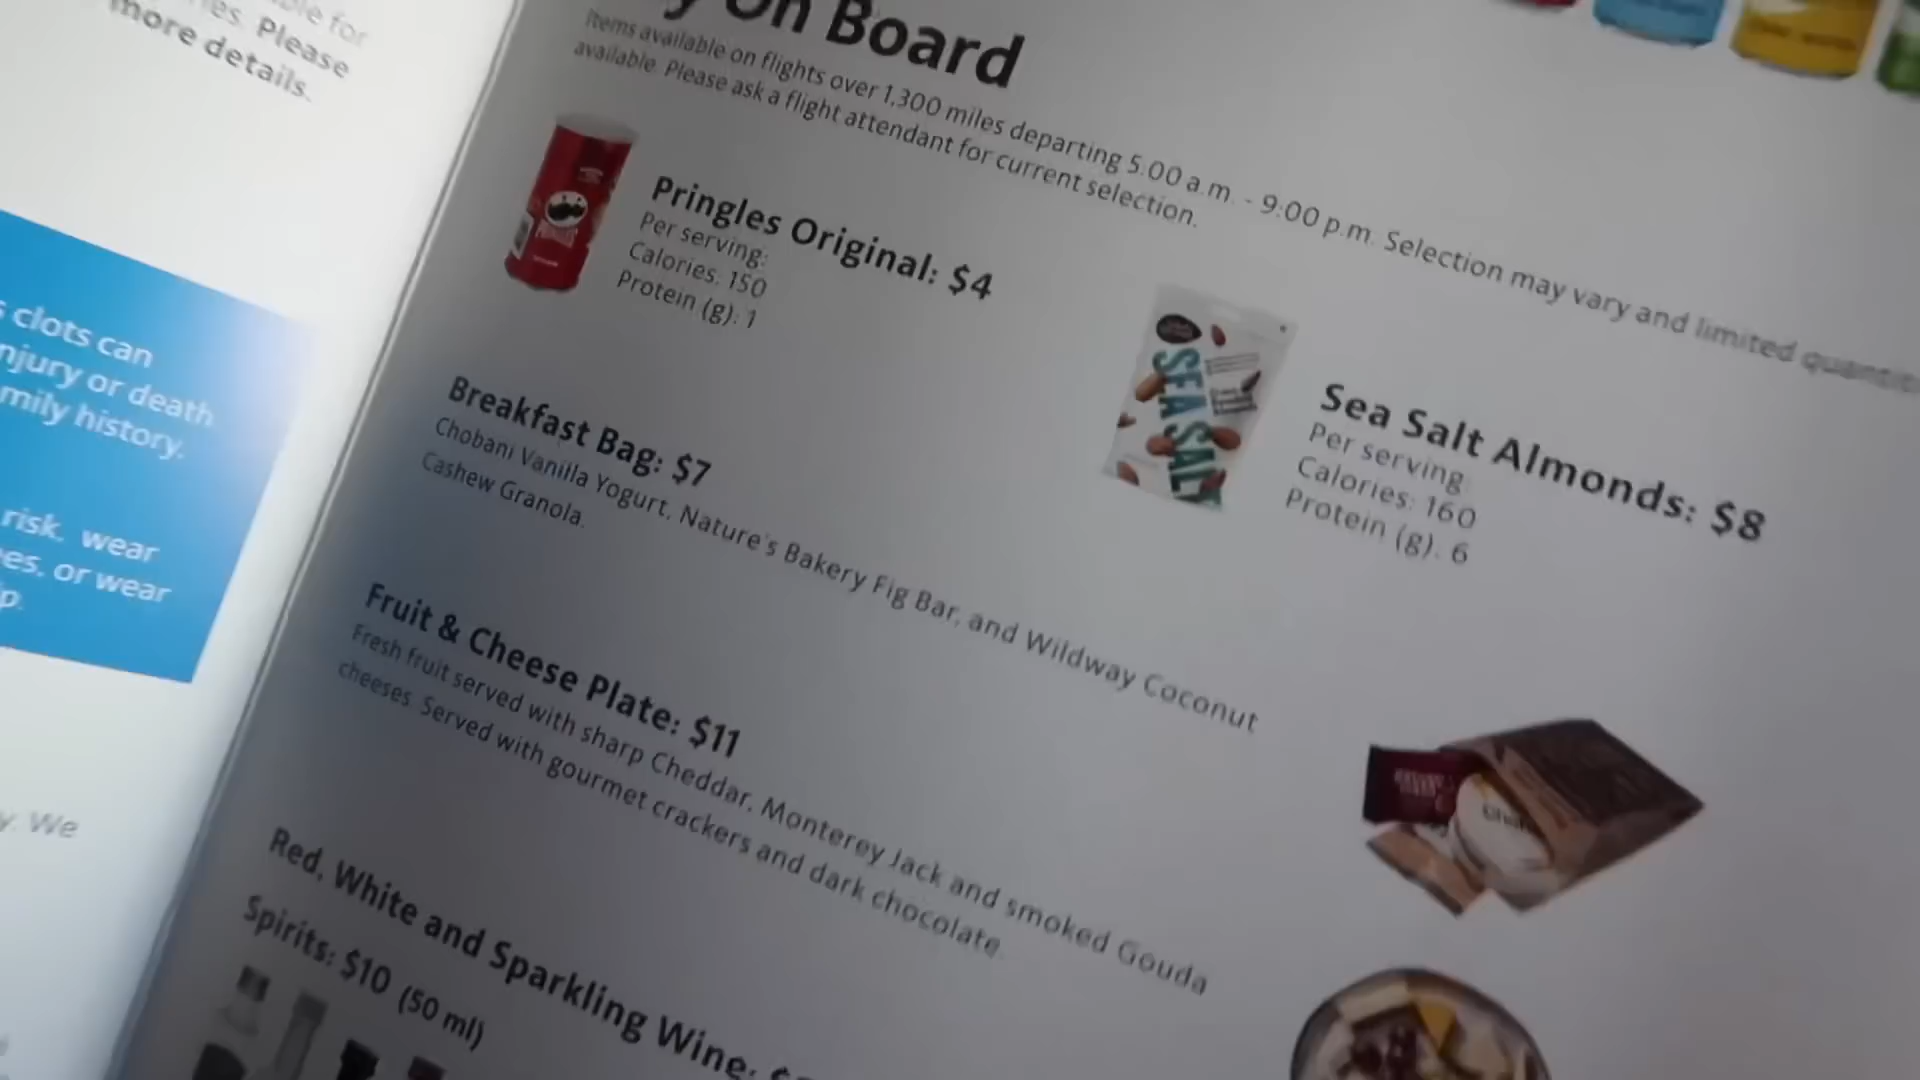 for
Please
more details.
clots can
injury or death
family history.
risk, wear
or wear
We
On Board
Items available on flights over 1,300 miles departing 5:00 a.m. - 9:00 p.m. Selection may vary and limited
available. Please ask a flight attendant for current selection.
Pringles Original: $4
Per serving:
Calories: 150
Protein (g): 1
SEA SALT
Sea Salt Almonds: $8
Per serving:
Calories: 160
Protein (g): 6
Breakfast Bag: $7
Chobani Vanilla Yogurt, Nature's Bakery Fig Bar, and Wildway Coconut
Cashew Granola.
Fruit & Cheese Plate: $11
Fresh fruit served with sharp Cheddar, Monterey Jack and smoked Gouda
cheeses. Served with gourmet crackers and dark chocolate.
Red, White and Sparkling Wine:
Spirits: $10 (50 ml)